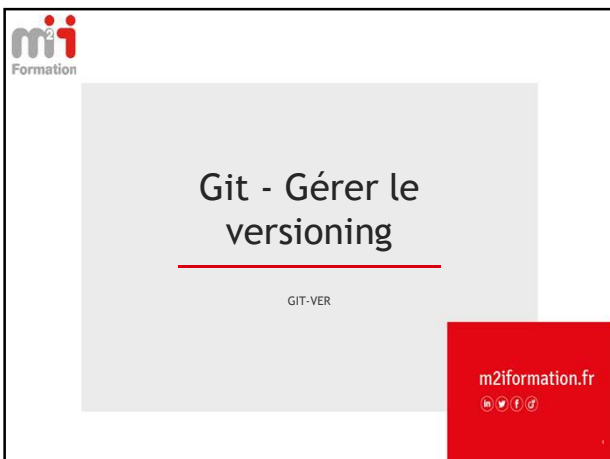 m2i
Formation
Git - Gérer le
versioning
GIT-VER
m2iformation.fr